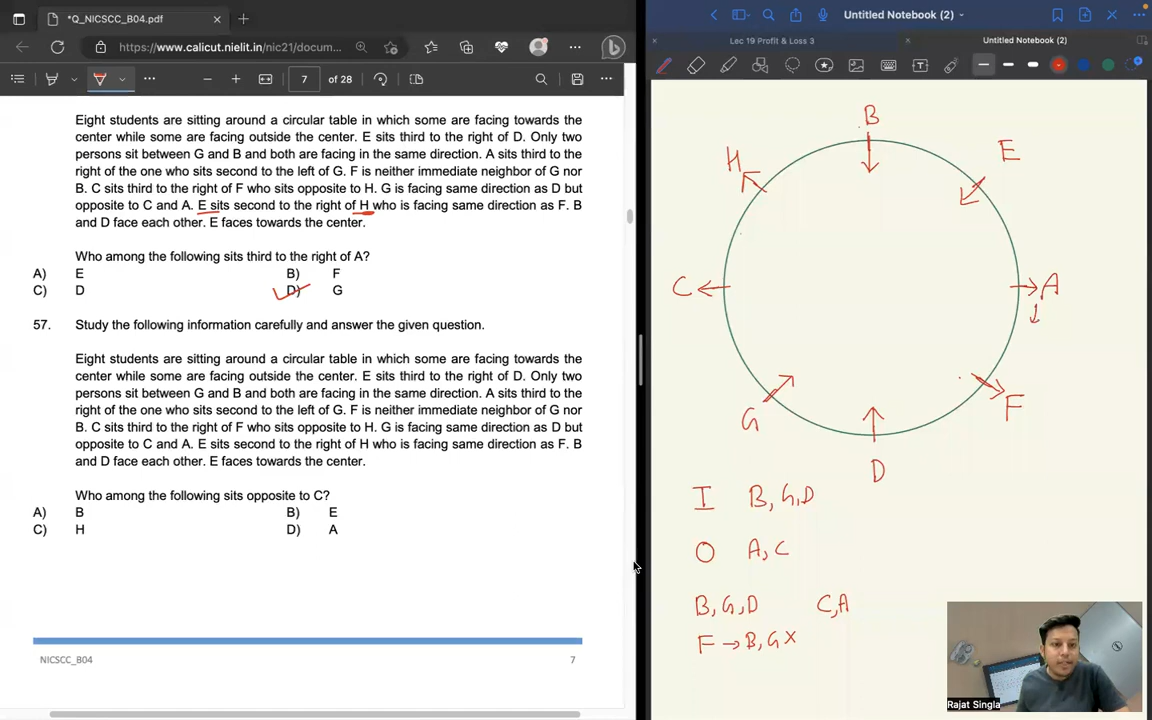 *Q_NICSCC_B04.pdf
https://www.calicut.nielit.in/nic21/docum...
7 of 28
Eight students are sitting around a circular table in which some are facing towards the
center while some are facing outside the center. E sits third to the right of D. Only two
persons sit between G and B and both are facing in the same direction. A sits third to the
right of the one who sits second to the left of G. F is neither immediate neighbor of G nor
B. C sits third to the right of F who sits opposite to H. G is facing same direction as D but
opposite to C and A. E sits second to the right of H who is facing same direction as F. B
and D face each other. E faces towards the center.
Who among the following sits third to the right of A?
A) E B) F
C) D D) G
57. Study the following information carefully and answer the given question.
Eight students are sitting around a circular table in which some are facing towards the
center while some are facing outside the center. E sits third to the right of D. Only two
persons sit between G and B and both are facing in the same direction. A sits third to the
right of the one who sits second to the left of G. F is neither immediate neighbor of G nor
B. C sits third to the right of F who sits opposite to H. G is facing same direction as D but
opposite to C and A. E sits second to the right of H who is facing same direction as F. B
and D face each other. E faces towards the center.
Who among the following sits opposite to C?
A) B B) E
C) H D) A
NICSCC_B04 7
Untitled Notebook (2)
Lec 19 Profit & Loss 3 Untitled Notebook (2)
B
H E
C A
G F
D
I B, G, D
O A, C
B, G, D C, A
F → B, G X
Rajat Singla